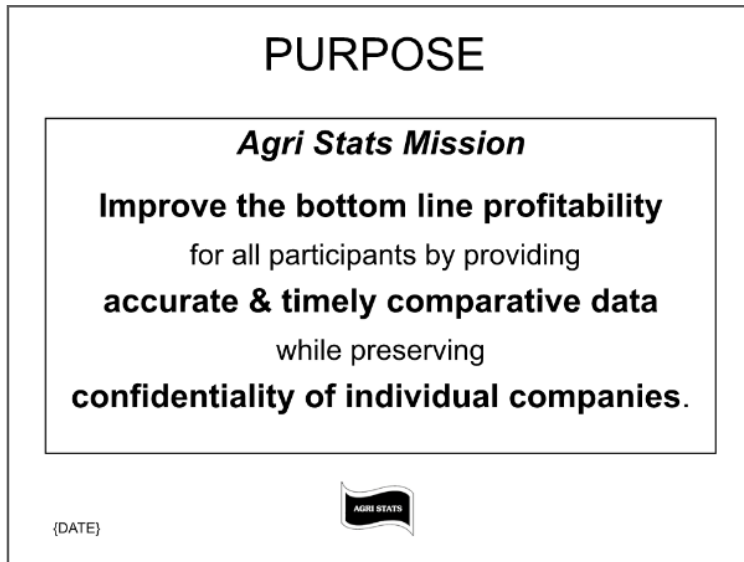 PURPOSE
Agri Stats Mission
Improve the bottom line profitability
for all participants by providing
accurate & timely comparative data
while preserving
confidentiality of individual companies.
AGRI STATS
{DATE}